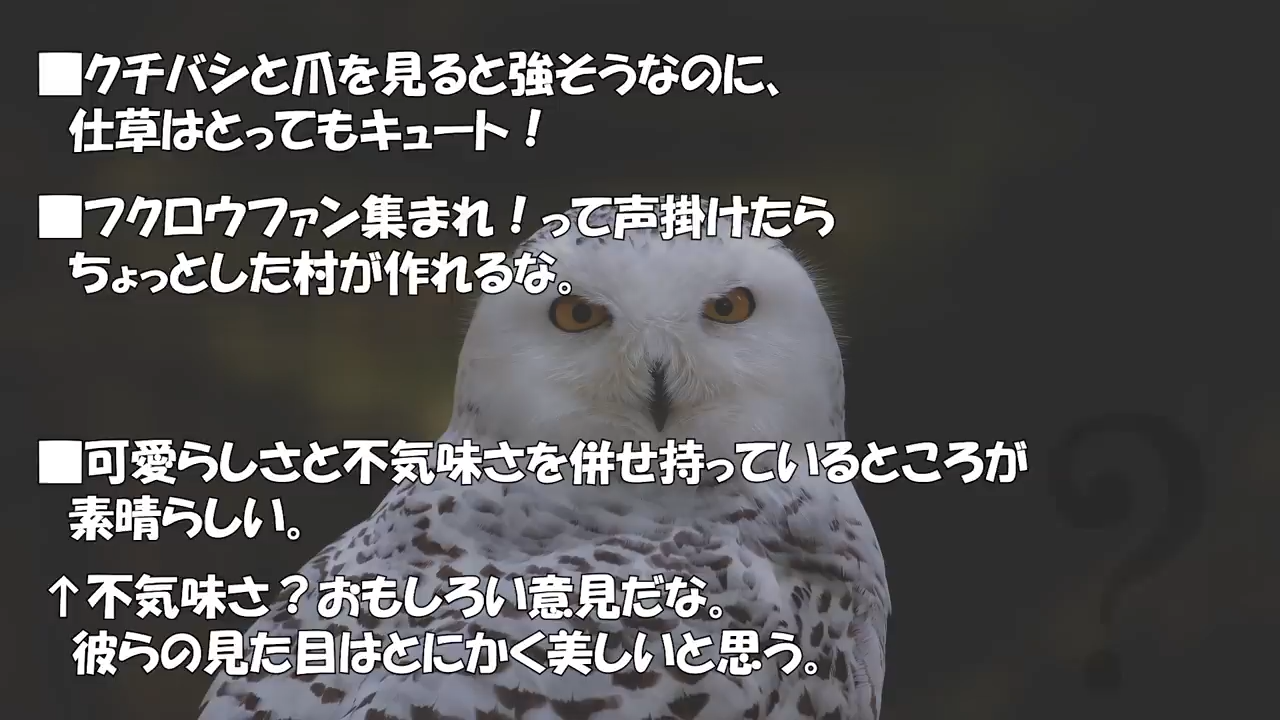 ■クチバシと爪を見ると強そうなのに、
仕草はとってもキュート！
■フクロウファン集まれ！って声掛けたら
ちょっとした村が作れるな。
■可愛らしさと不気味さを併せ持っているところが
素晴らしい。
↑不気味さ？おもしろい意見だな。
彼らの見た目はとにかく美しいと思う。
?